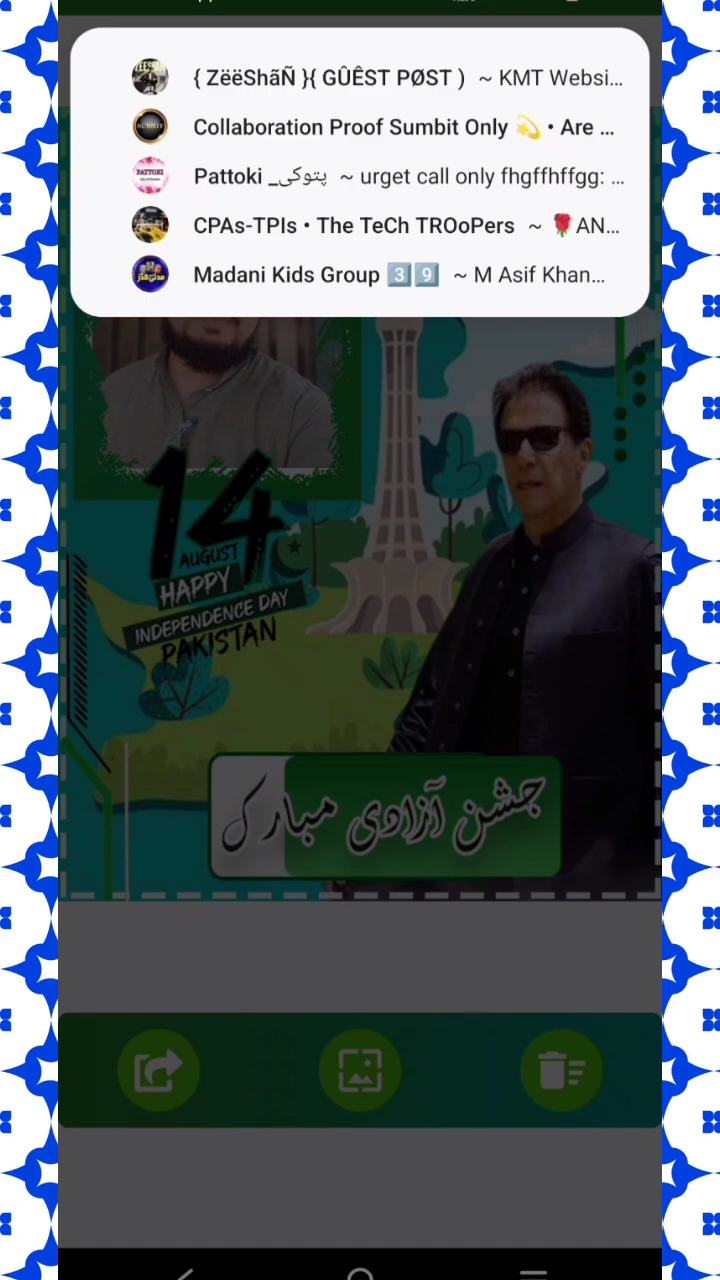 { ZëëShãÑ }{ GÛÊST PØST ) ~ KMT Websi...
SUBMIT
Collaboration Proof Sumbit Only 💫 • Are ...
PATTOKI
Pattoki _پتوکی ~ urget call only fhgffhffgg: ...
CPAs-TPIs • The TeCh TROoPers ~ 🌹AN...
Madani Kids Group 3️⃣9️⃣ ~ M Asif Khan...
14
AUGUST
HAPPY
INDEPENDENCE DAY
PAKISTAN
جشن آزادی مبارک